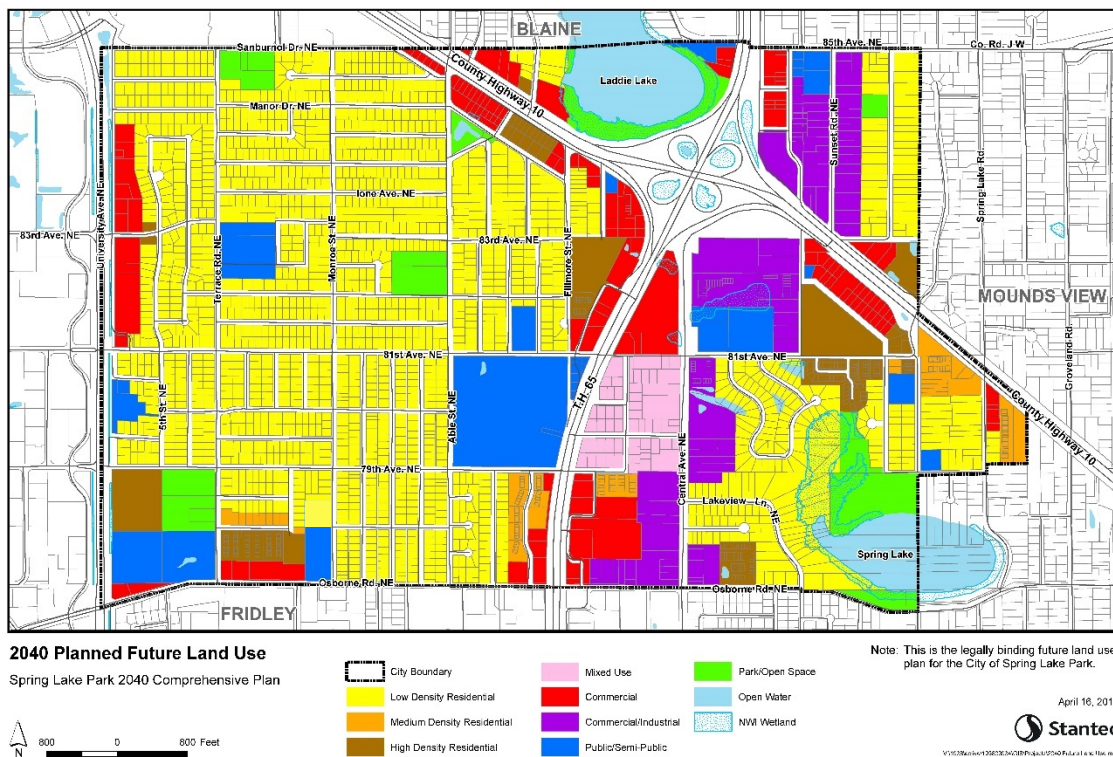 BLAINE
Sanburnol Dr. NE
85th Ave. NE
Co. Rd. J W
County Highway 10
Laddie Lake
Manor Dr. NE
Sunset Rd. NE
Spring Lake Rd.
Ione Ave. NE
University Ave NE
83rd Ave. NE
83rd Ave. NE
Terrace Rd. NE
Monroe St. NE
Fillmore St. NE
MOUNDS VIEW
Groveland Rd.
81st Ave. NE
81st Ave. NE
5th St. NE
Able St. NE
T.H. 65
Central Ave. NE
County Highway 10
79th Ave. NE
Lakeview Ln. NE
Spring Lake
Osborne Rd. NE
Osborne Rd. NE
FRIDLEY
2040 Planned Future Land Use
Spring Lake Park 2040 Comprehensive Plan
N
800 0 800 Feet
City Boundary
Low Density Residential
Medium Density Residential
High Density Residential
Mixed Use
Commercial
Commercial/Industrial
Public/Semi-Public
Park/Open Space
Open Water
NWI Wetland
Note: This is the legally binding future land use
plan for the City of Spring Lake Park.
April 16, 201
Stantec